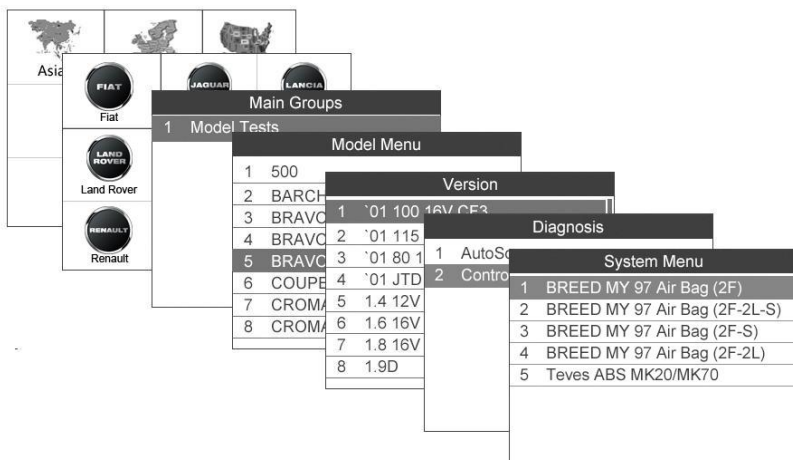 Asia
FIAT
JAGUAR
LANCIA
Fiat
LAND ROVER
Land Rover
RENAULT
Renault
Main Groups
1 Model Tests
Model Menu
1 500
2 BARCH
3 BRAVO
4 BRAVO
5 BRAVO
6 COUPE
7 CROMA
8 CROMA
Version
1 `01 100 16V CF3
2 `01 115
3 `01 80 1
4 `01 JTD
5 1.4 12V
6 1.6 16V
7 1.8 16V
8 1.9D
Diagnosis
1 AutoSc
2 Contro
System Menu
1 BREED MY 97 Air Bag (2F)
2 BREED MY 97 Air Bag (2F-2L-S)
3 BREED MY 97 Air Bag (2F-S)
4 BREED MY 97 Air Bag (2F-2L)
5 Teves ABS MK20/MK70